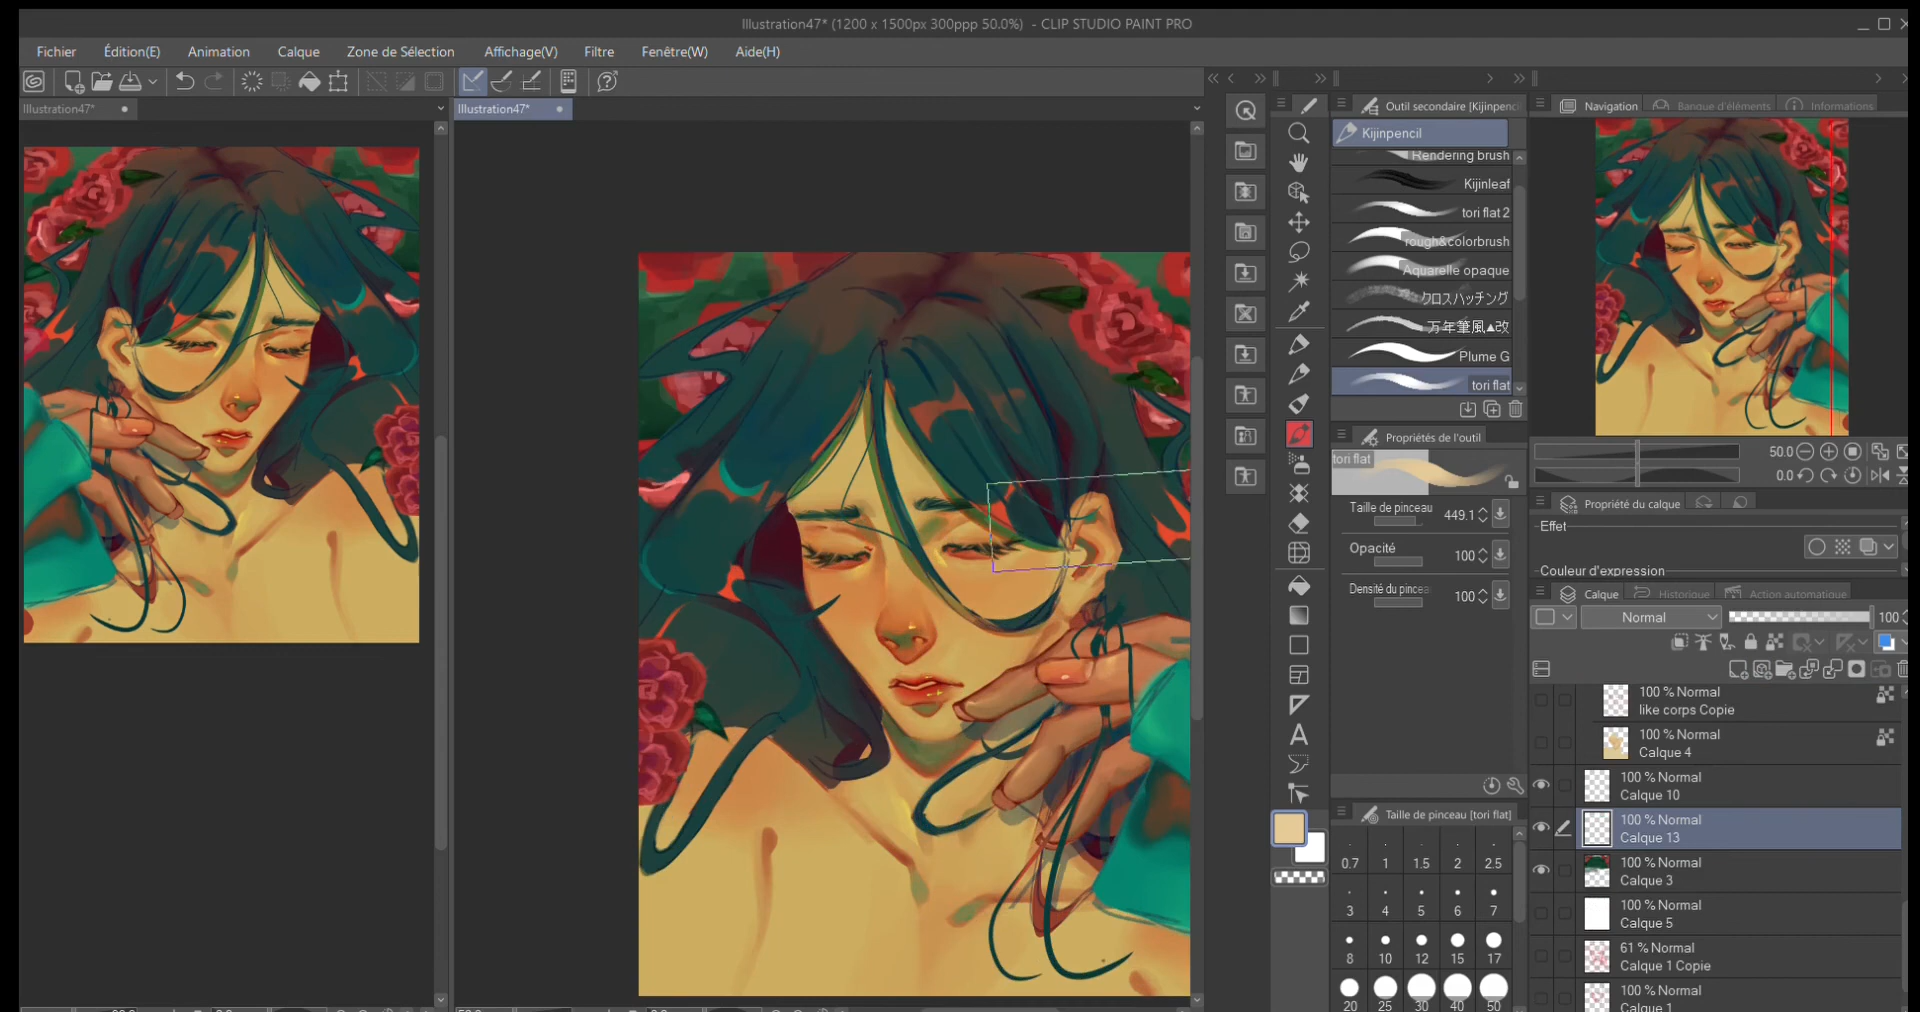 Illustration47* (1200 x 1500px 300ppp 50.0%) - CLIP STUDIO PAINT PRO
Fichier Édition(E) Animation Calque Zone de Sélection Affichage(V) Filtre Fenêtre(W) Aide(H)
Illustration47*
Illustration47*
Outil secondaire [Kijinpenci
Kijinpencil
Rendering brush
Kijinleaf
tori flat 2
rough&colorbrush
Aquarelle opaque
クロスハッチング
万年筆風▲改
Plume G
tori flat
Propriétés de l'outil
tori flat
Taille de pinceau 449.1
Opacité 100
Densité du pincea 100
Taille de pinceau [tori flat]
0.7 1 1.5 2 2.5
3 4 5 6 7
8 10 12 15 17
20 25 30 40 50
Navigation Banque d'éléments Informations
50.0
0.0
Propriété du calque
Effet
Couleur d'expression
Calque Historique Action automatique
Normal 100
100 % Normal
like corps Copie
100 % Normal
Calque 4
100 % Normal
Calque 10
100 % Normal
Calque 13
100 % Normal
Calque 3
100 % Normal
Calque 5
61 % Normal
Calque 1 Copie
100 % Normal
Calque 1